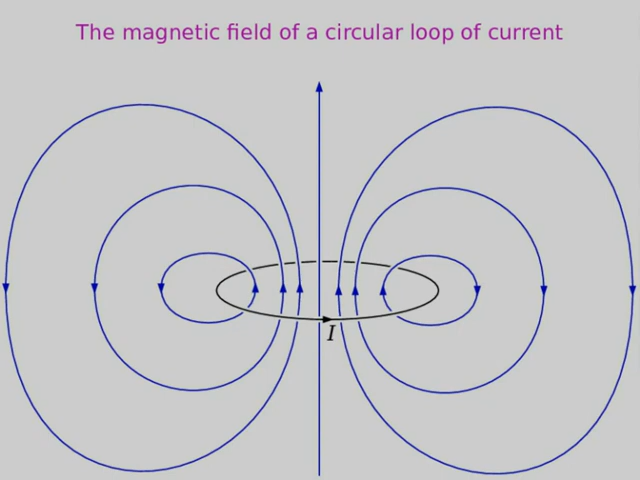 The magnetic field of a circular loop of current
I